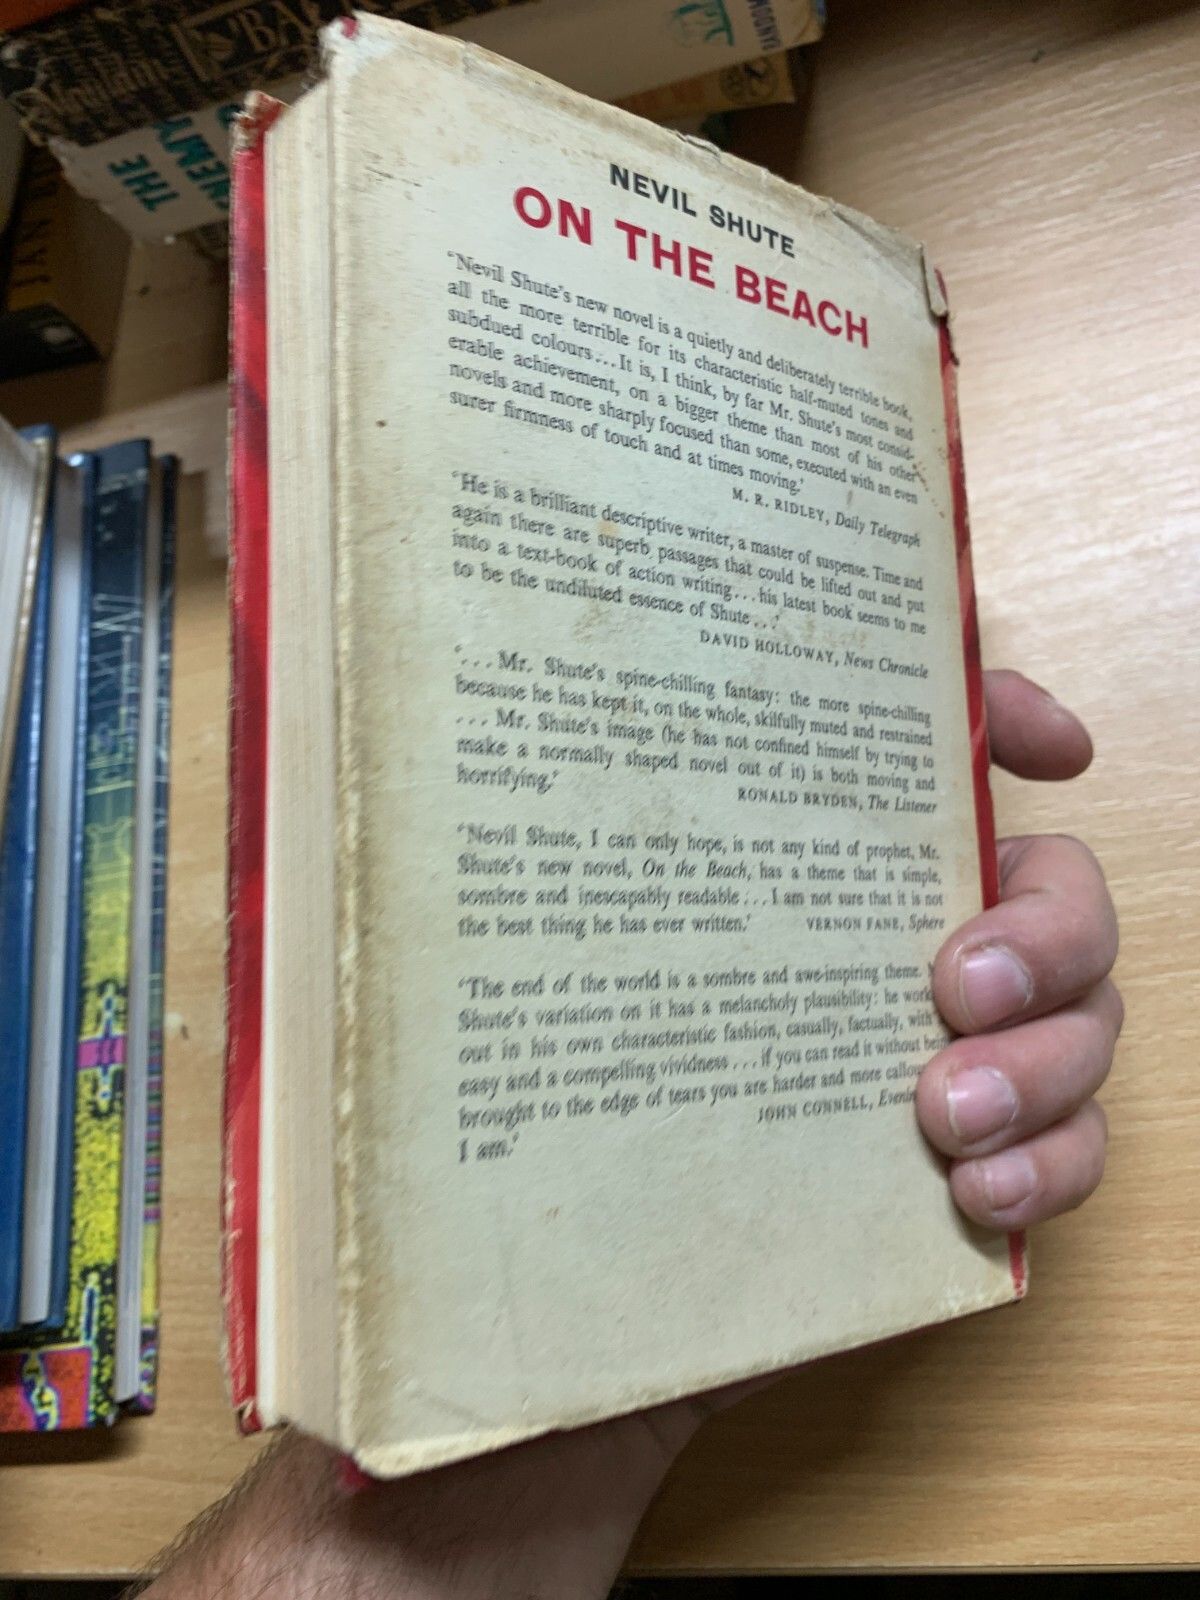 THE
NEVIL SHUTE
ON THE BEACH
'Nevil Shute's new novel is a quietly and deliberately terrible book,
all the more terrible for its characteristic half-muted tones and
subdued colours...It is, I think, by far Mr. Shute's most consid-
erable achievement, on a bigger theme than most of his other
novels and more sharply focused than some, executed with an even
surer firmness of touch and at times moving.'
M. R. RIDLEY, Daily Telegraph
'He is a brilliant descriptive writer, a master of suspense. Time and
again there are superb passages that could be lifted out and put
into a text-book of action writing...his latest book seems to me
to be the undiluted essence of Shute...'
DAVID HOLLOWAY, News Chronicle
'...Mr. Shute's spine-chilling fantasy: the more spine-chilling
because he has kept it, on the whole, skilfully muted and restrained
...Mr. Shute's image (he has not confined himself by trying to
make a normally shaped novel out of it) is both moving and
horrifying.'
RONALD BRYDEN, The Listener
'Nevil Shute, I can only hope, is not any kind of prophet. Mr.
Shute's new novel, On the Beach, has a theme that is simple,
sombre and inescapably readable...I am not sure that it is not
the best thing he has ever written.' VERNON FANE, Sphere
'The end of the world is a sombre and awe-inspiring theme.
Shute's variation on it has a melancholy plausibility: he work
out in his own characteristic fashion, casually, factually, with
easy and a compelling vividness...if you can read it without bein
brought to the edge of tears you are harder and more callou
I am.'
JOHN CONNELL, Evenin